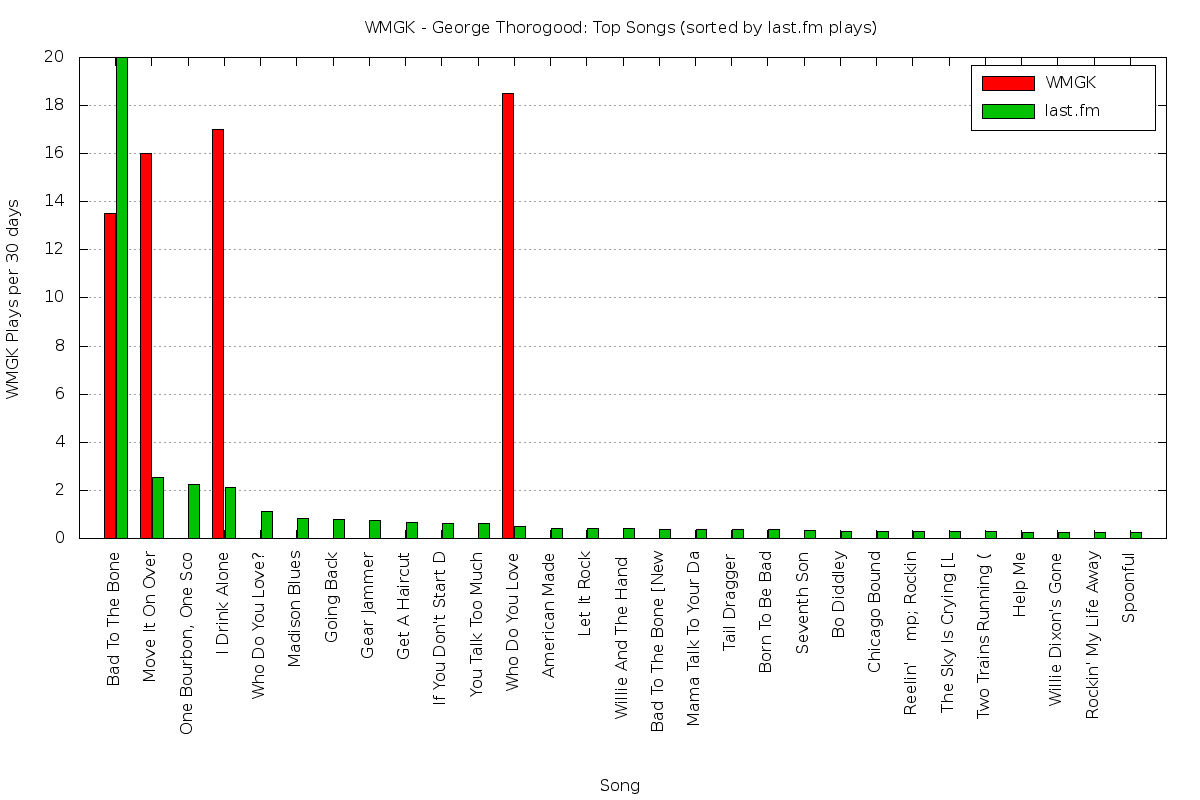 WMGK - George Thorogood: Top Songs (sorted by last.fm plays)
WMGK
last.fm
WMGK Plays per 30 days
20
18
16
14
12
10
8
6
4
2
0
Bad To The Bone
Move It On Over
One Bourbon, One Sco
I Drink Alone
Who Do You Love?
Madison Blues
Going Back
Gear Jammer
Get A Haircut
If You Don't Start D
You Talk Too Much
Who Do You Love
American Made
Let It Rock
Willie And The Hand
Bad To The Bone [New
Mama Talk To Your Da
Tail Dragger
Born To Be Bad
Seventh Son
Bo Diddley
Chicago Bound
Reelin' mp; Rockin
The Sky Is Crying [L
Two Trains Running (
Help Me
Willie Dixon's Gone
Rockin' My Life Away
Spoonful
Song